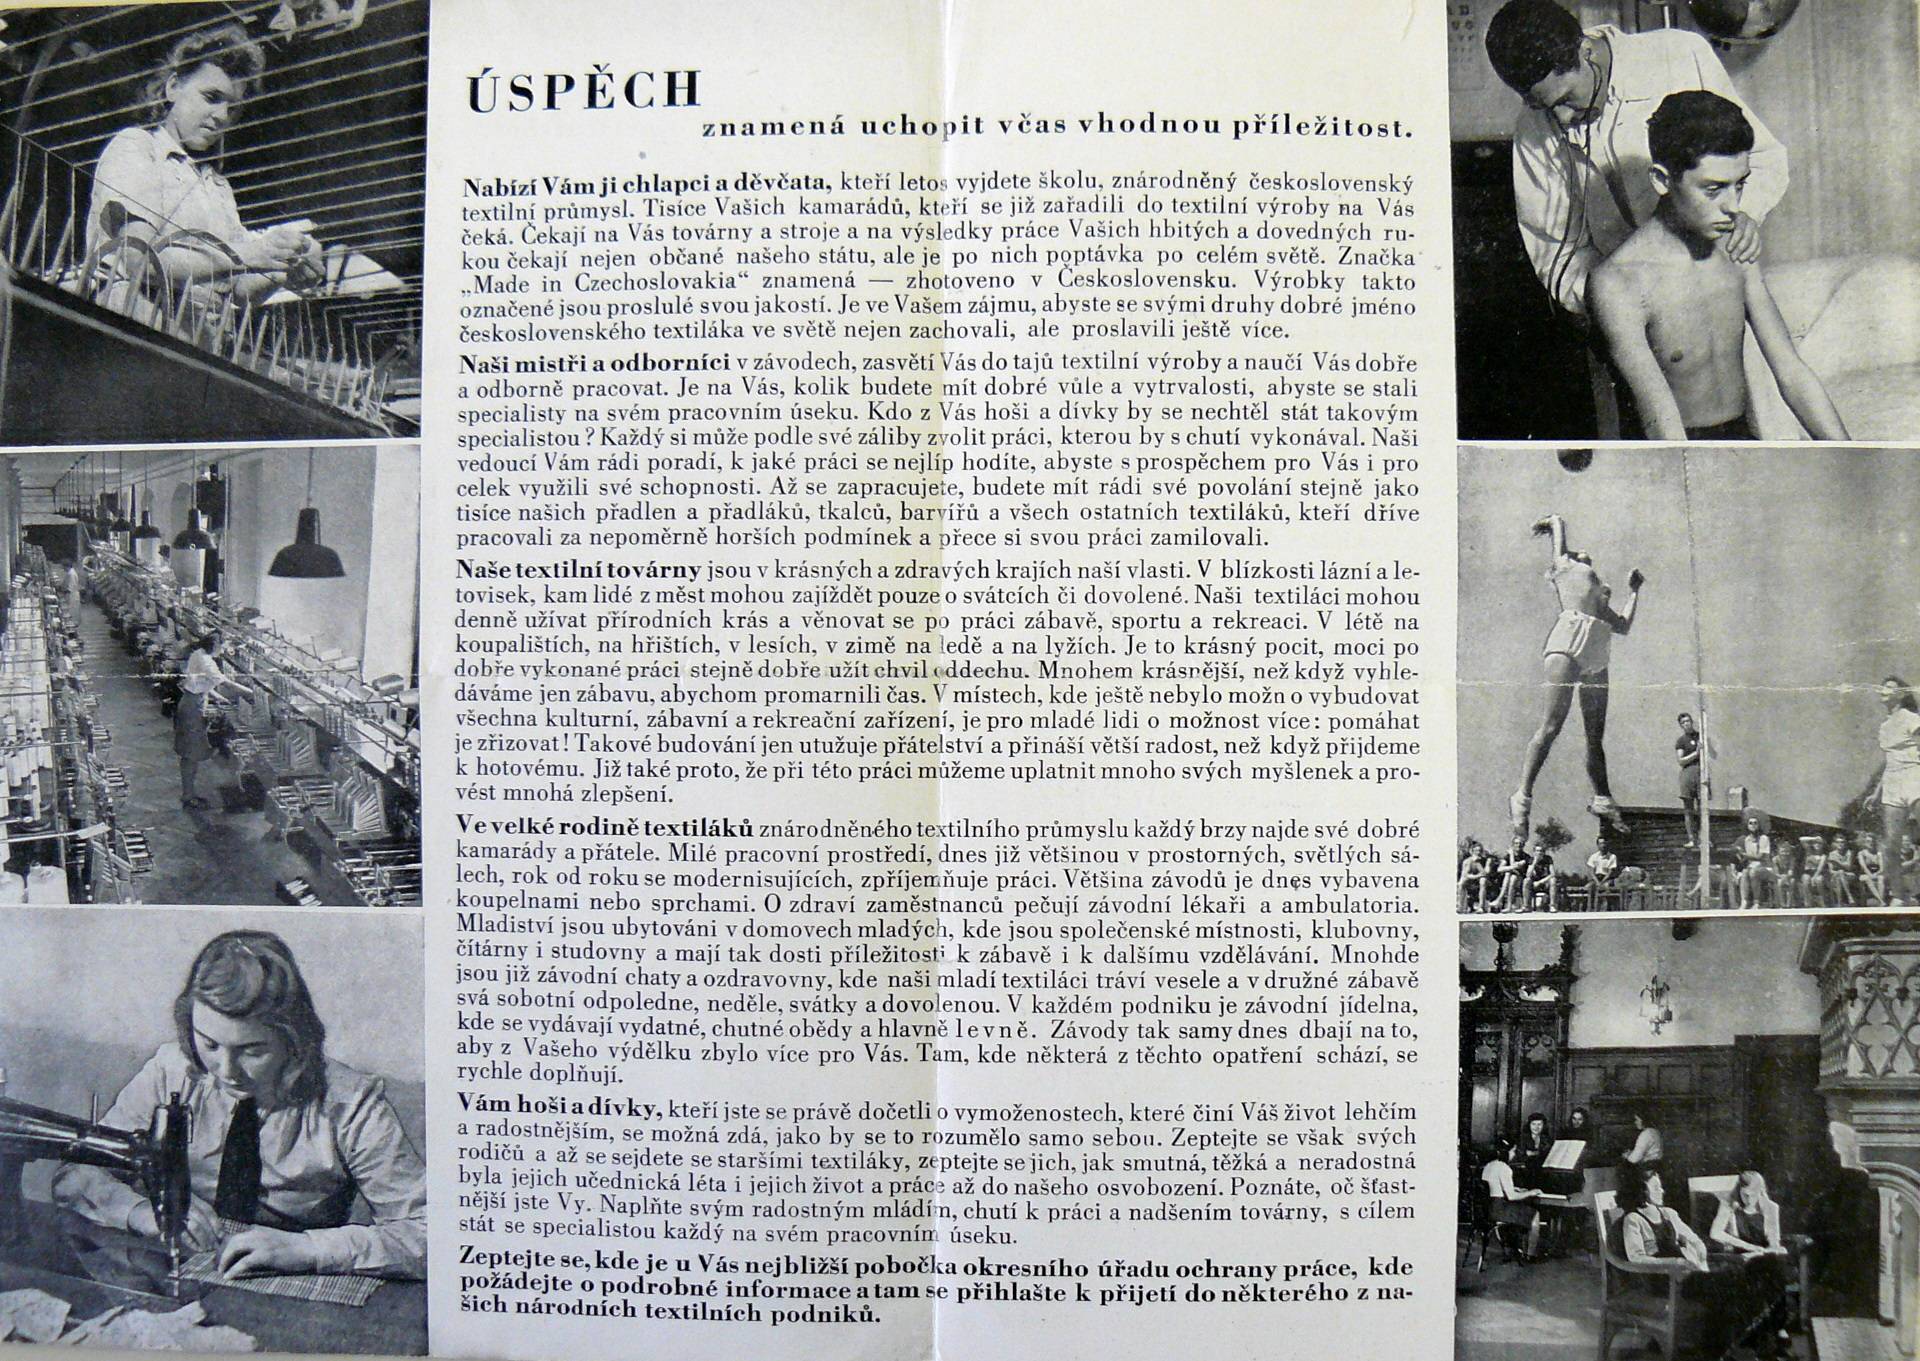 ÚSPĚCH
znamená uchopit včas vhodnou příležitost.
Nabízí Vám ji chlapci a děvčata, kteří letos vyjdete školu, znárodněný československý
textilní průmysl. Tisíce Vašich kamarádů, kteří se již zařadili do textilní výroby na Vás
čeká. Čekají na Vás továrny a stroje a na výsledky práce Vašich hbitých a dovedných ru-
kou čekají nejen občané našeho státu, ale je po nich poptávka po celém světě. Značka
„Made in Czechoslovakia“ znamená — zhotoveno v Československu. Výrobky takto
označené jsou proslulé svou jakostí. Je ve Vašem zájmu, abyste se svými druhy dobré jméno
československého textiláka ve světě nejen zachovali, ale proslavili ještě více.
Naši mistři a odborníci v závodech, zasvětí Vás do tajů textilní výroby a naučí Vás dobře
a odborně pracovat. Je na Vás, kolik budete mít dobré vůle a vytrvalosti, abyste se stali
specialisty na svém pracovním úseku. Kdo z Vás hoši a dívky by se nechtěl stát takovým
specialistou? Každý si může podle své záliby zvolit práci, kterou by s chutí vykonával. Naši
vedoucí Vám rádi poradí, k jaké práci se nejlíp hodíte, abyste s prospěchem pro Vás i pro
celek využili své schopnosti. Až se zapracujete, budete mít rádi své povolání stejně jako
tisíce našich přadlen a přadláků, tkalců, barvířů a všech ostatních textiláků, kteří dříve
pracovali za nepoměrně horších podmínek a přece si svou práci zamilovali.
Naše textilní továrny jsou v krásných a zdravých krajích naší vlasti. V blízkosti lázní a le-
tovisek, kam lidé z měst mohou zajíždět pouze o svátcích či dovolené. Naši textiláci mohou
denně užívat přírodních krás a věnovat se po práci zábavě, sportu a rekreaci. V létě na
koupalištích, na hřištích, v lesích, v zimě na ledě a na lyžích. Je to krásný pocit, moci po
dobře vykonané práci stejně dobře užít chvil oddechu. Mnohem krásnější, než když vyhle-
dáváme jen zábavu, abychom promarnili čas. V místech, kde ještě nebylo možno vybudovat
všechna kulturní, zábavní a rekreační zařízení, je pro mladé lidi o možnost více: pomáhat
je zřizovat! Takové budování jen utužuje přátelství a přináší větší radost, než když přijdeme
k hotovému. Již také proto, že při této práci můžeme uplatnit mnoho svých myšlenek a pro-
vést mnohá zlepšení.
Ve velké rodině textiláků znárodněného textilního průmyslu každý brzy najde své dobré
kamarády a přátele. Milé pracovní prostředí, dnes již většinou v prostorných, světlých sá-
lech, rok od roku se modernisujících, zpříjemňuje práci. Většina závodů je dnes vybavena
koupelnami nebo sprchami. O zdraví zaměstnanců pečují závodní lékaři a ambulatoria.
Mladiství jsou ubytováni v domovech mladých, kde jsou společenské místnosti, klubovny,
čítárny i studovny a mají tak dosti příležitosti k zábavě i k dalšímu vzdělávání. Mnohde
jsou již závodní chaty a ozdravovny, kde naši mladí textiláci tráví vesele a v družné zábavě
svá sobotní odpoledne, neděle, svátky a dovolenou. V každém podniku je závodní jídelna,
kde se vydávají vydatné, chutné obědy a hlavně levně. Závody tak samy dnes dbají na to,
aby z Vašeho výdělku zbylo více pro Vás. Tam, kde některá z těchto opatření schází, se
rychle doplňují.
Vám hoši a dívky, kteří jste se právě dočetli o vymoženostech, které činí Váš život lehčím
a radostnějším, se možná zdá, jako by se to rozumělo samo sebou. Zeptejte se však svých
rodičů a až se sejdete se staršími textiláky, zeptejte se jich, jak smutná, těžká a neradostná
byla jejich učednická léta i jejich život a práce až do našeho osvobození. Poznáte, oč šťast-
nější jste Vy. Naplňte svým radostným mládím, chutí k práci a nadšením továrny, s cílem
stát se specialistou každý na svém pracovním úseku.
Zeptejte se, kde je u Vás nejbližší pobočka okresního úřadu ochrany práce, kde
požádejte o podrobné informace a tam se přihlašte k přijetí do některého z na-
šich národních textilních podniků.